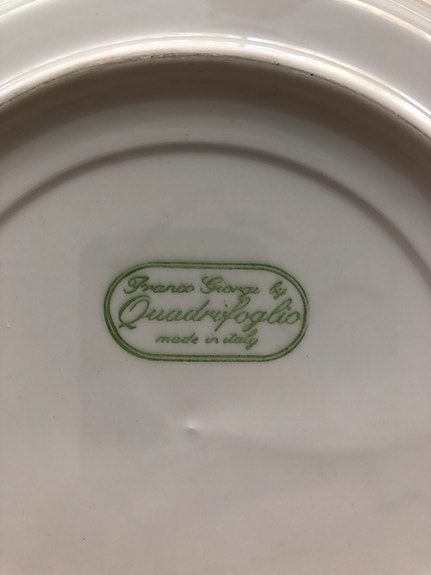 Franco Giorgi by
Quadrifoglio
made in italy